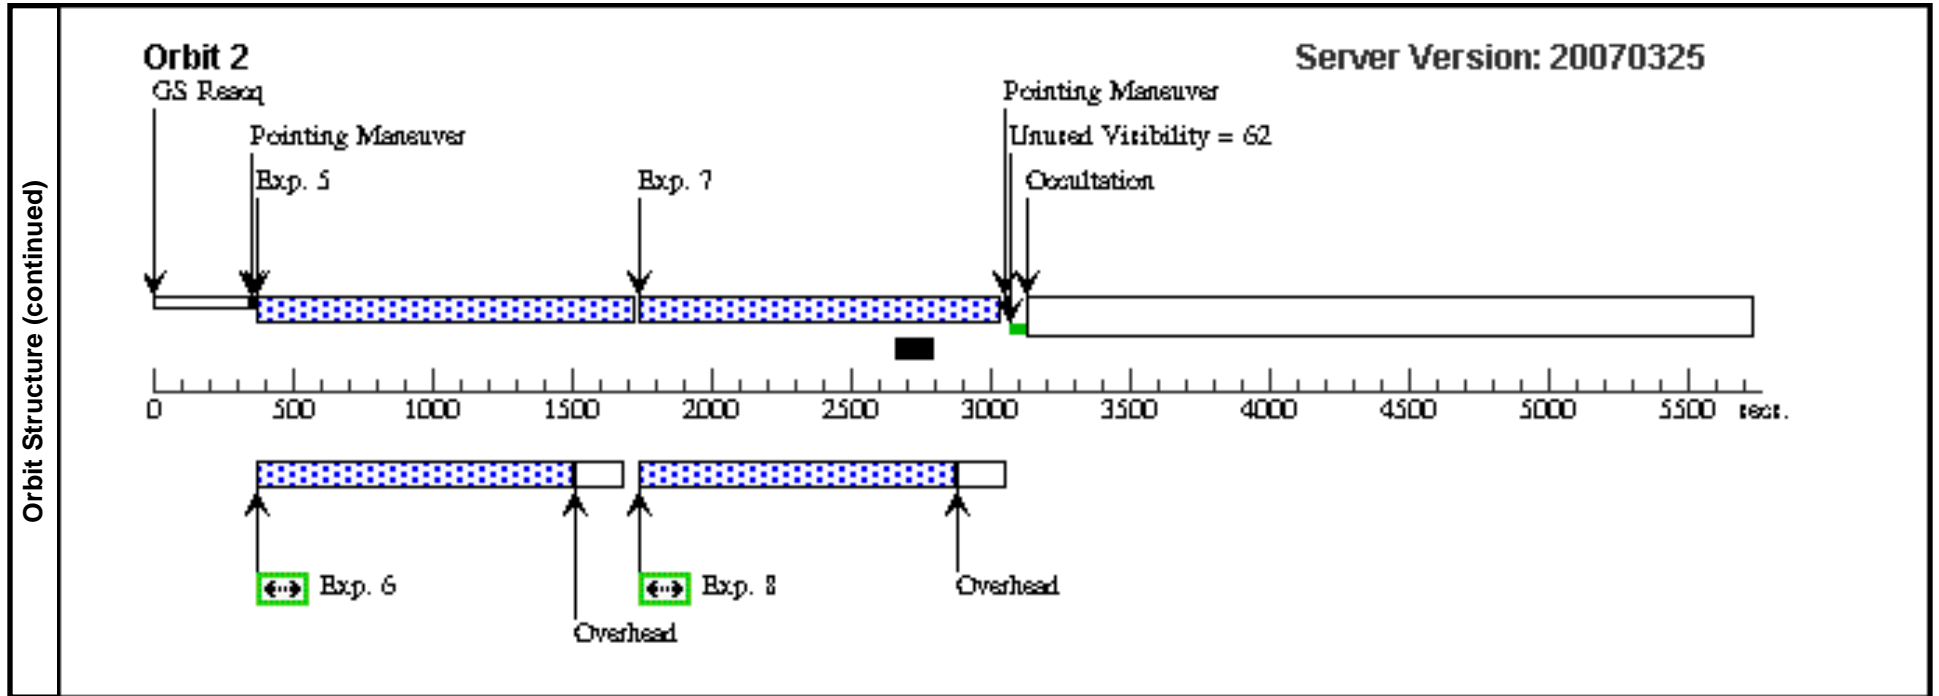 Orbit Structure (continued)
Orbit 2
Server Version: 20070325
GS Reacq
Pointing Maneuver
Pointing Maneuver
Unused Visibility = 62
Exp. 5
Exp. 7
Occultation
0 500 1000 1500 2000 2500 3000 3500 4000 4500 5000 5500 secs.
Exp. 6
Exp. 8
Overhead
Overhead